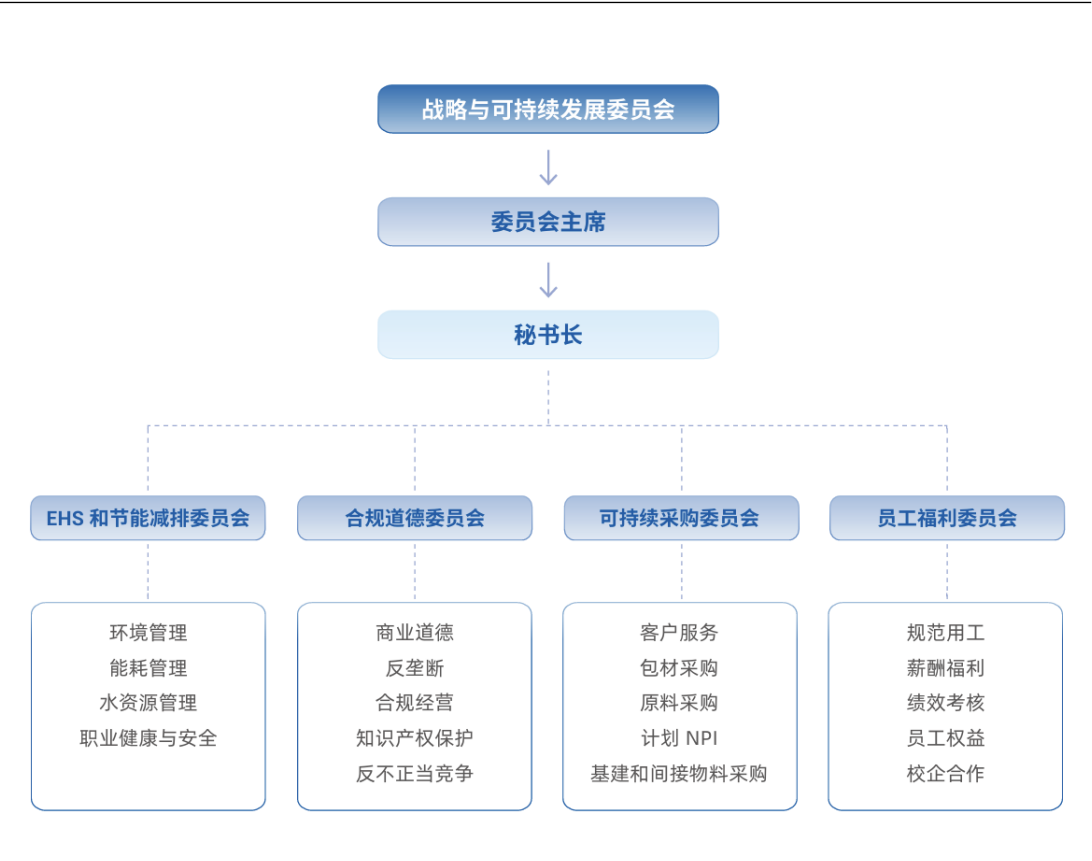 战略与可持续发展委员会
委员会主席
秘书长
EHS 和节能减排委员会
合规道德委员会
可持续采购委员会
员工福利委员会
环境管理
能耗管理
水资源管理
职业健康与安全
商业道德
反垄断
合规经营
知识产权保护
反不正当竞争
客户服务
包材采购
原料采购
计划 NPI
基建和间接物料采购
规范用工
薪酬福利
绩效考核
员工权益
校企合作